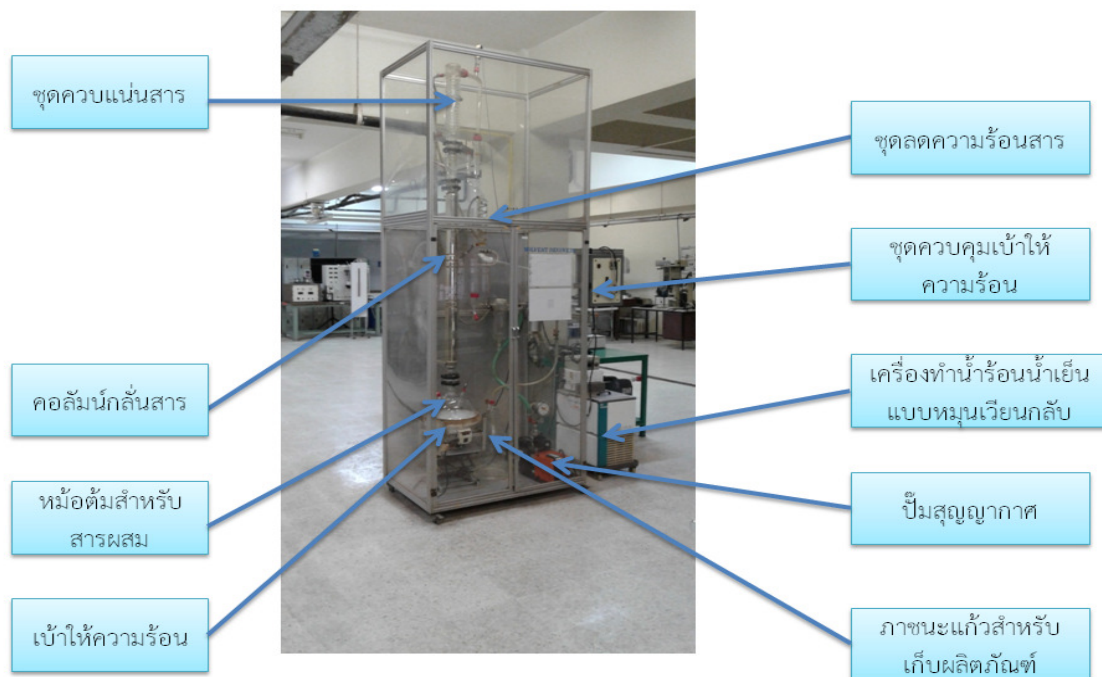 ชุดควบแน่นสาร
คอลัมน์กลั่นสาร
หม้อต้มสำหรับ
สารผสม
เบ้าให้ความร้อน
ชุดลดความร้อนสาร
ชุดควบคุมเบ้าให้
ความร้อน
เครื่องทำน้ำร้อนน้ำเย็น
แบบหมุนเวียนกลับ
ปั๊มสุญญากาศ
ภาชนะแก้วสำหรับ
เก็บผลิตภัณฑ์